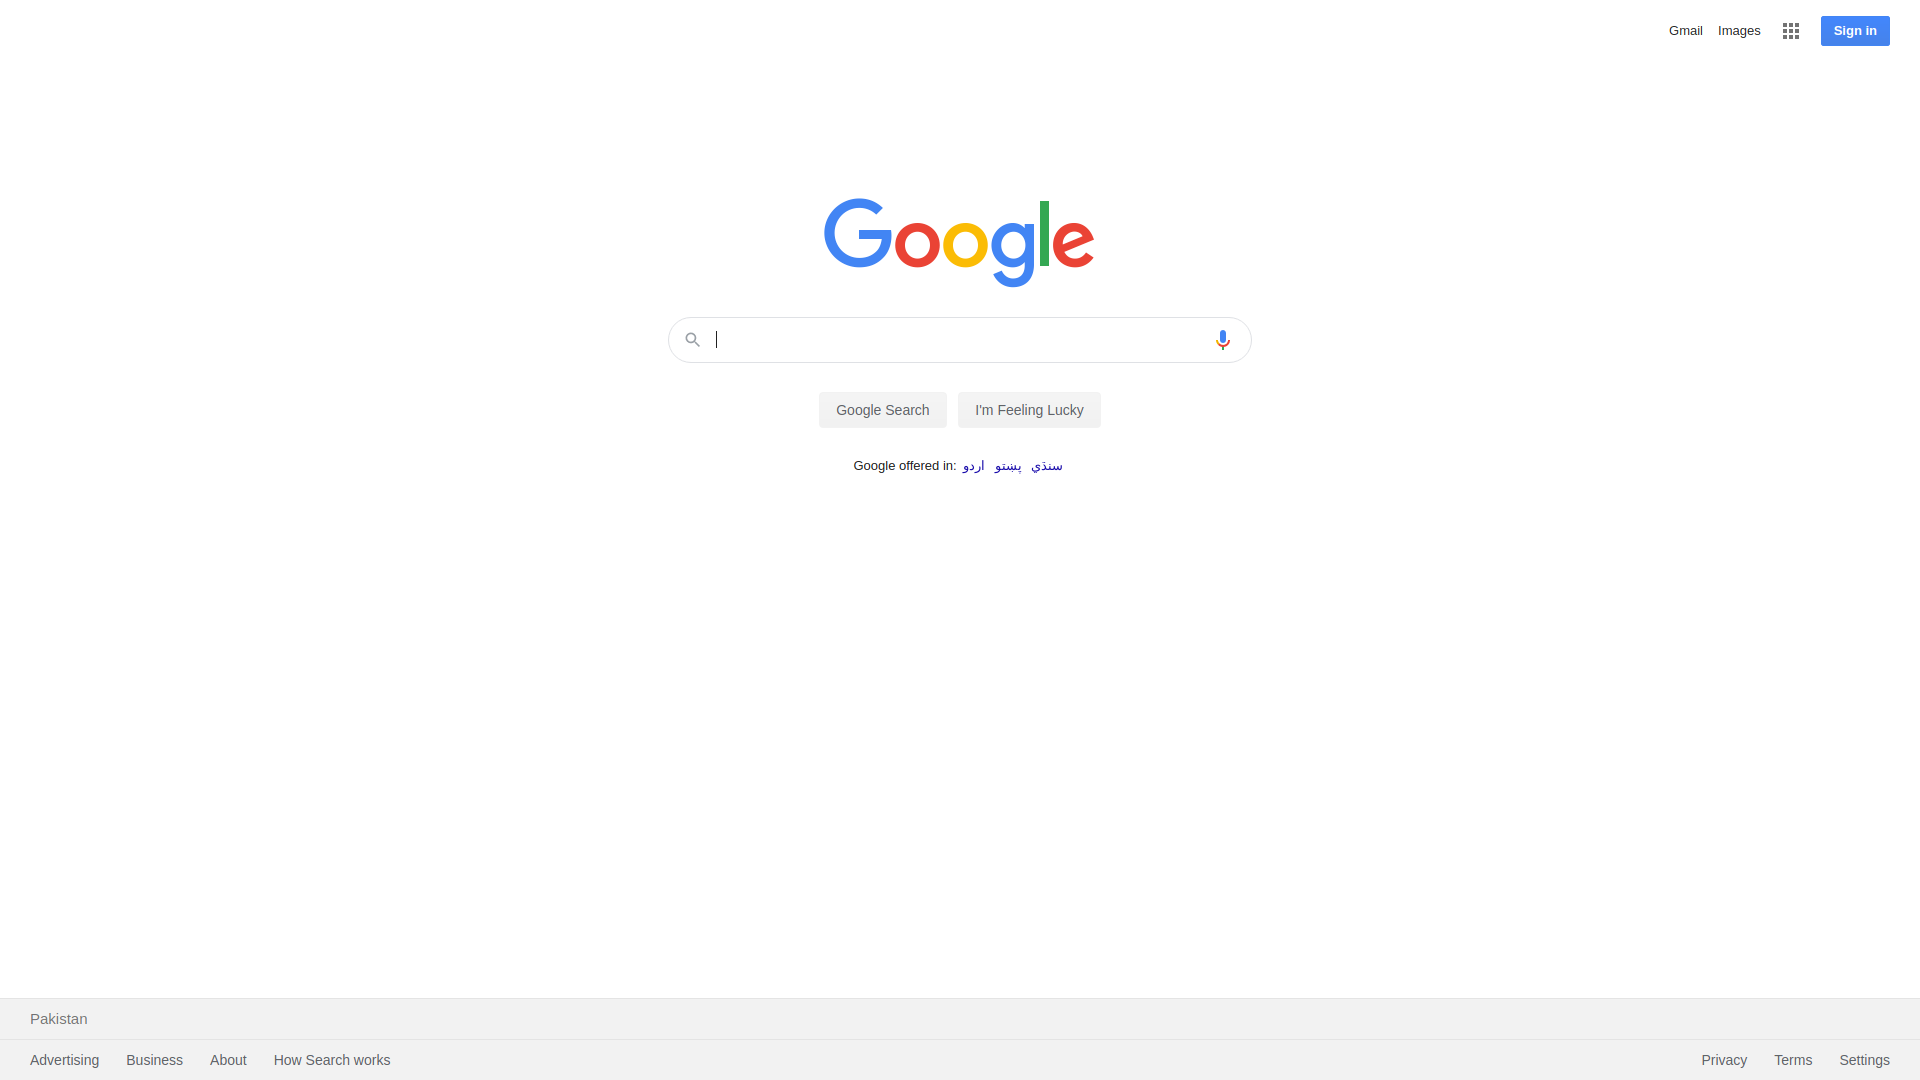 Gmail Images Sign in
Google
Google Search I'm Feeling Lucky
Google offered in: اردو پښتو سنڌي
Pakistan
Advertising Business About How Search works Privacy Terms Settings